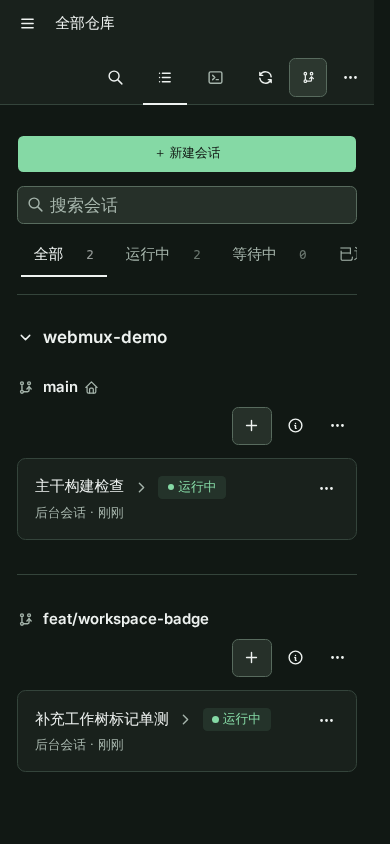 全部仓库
+ 新建会话
搜索会话
全部 2 运行中 2 等待中 0
webmux-demo
main
主干构建检查 运行中
后台会话 · 刚刚
feat/workspace-badge
补充工作树标记单测 运行中
后台会话 · 刚刚